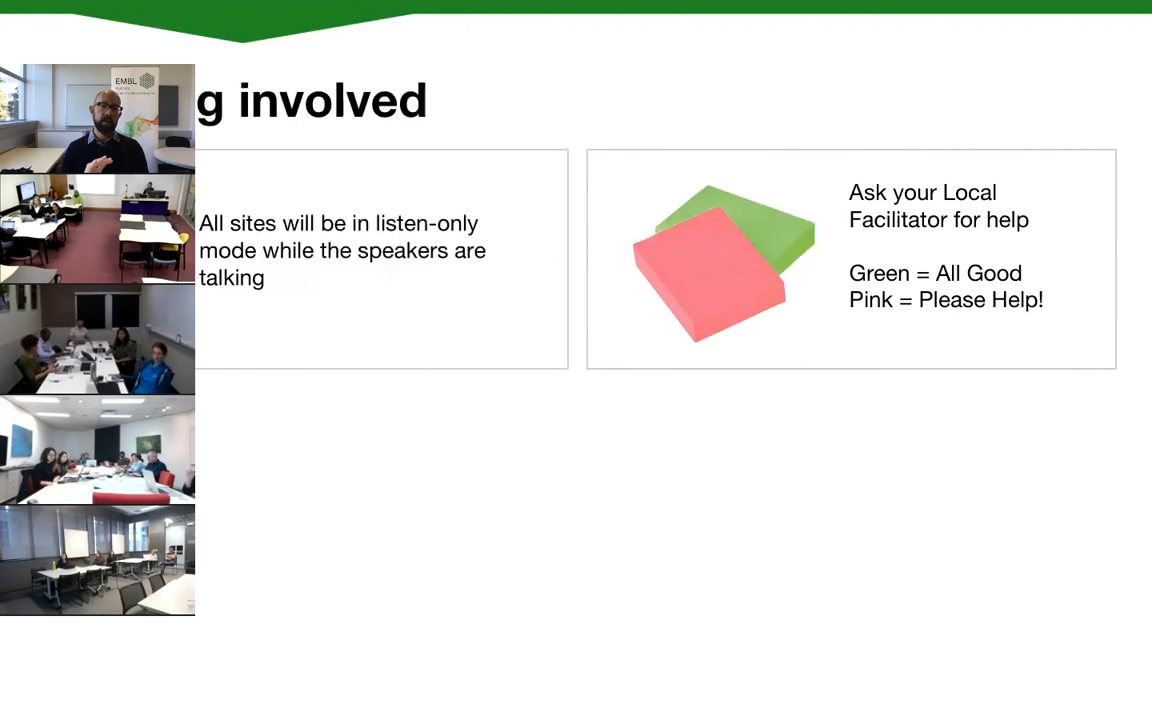 EMBL
g involved
All sites will be in listen-only
mode while the speakers are
talking
Ask your Local
Facilitator for help
Green = All Good
Pink = Please Help!